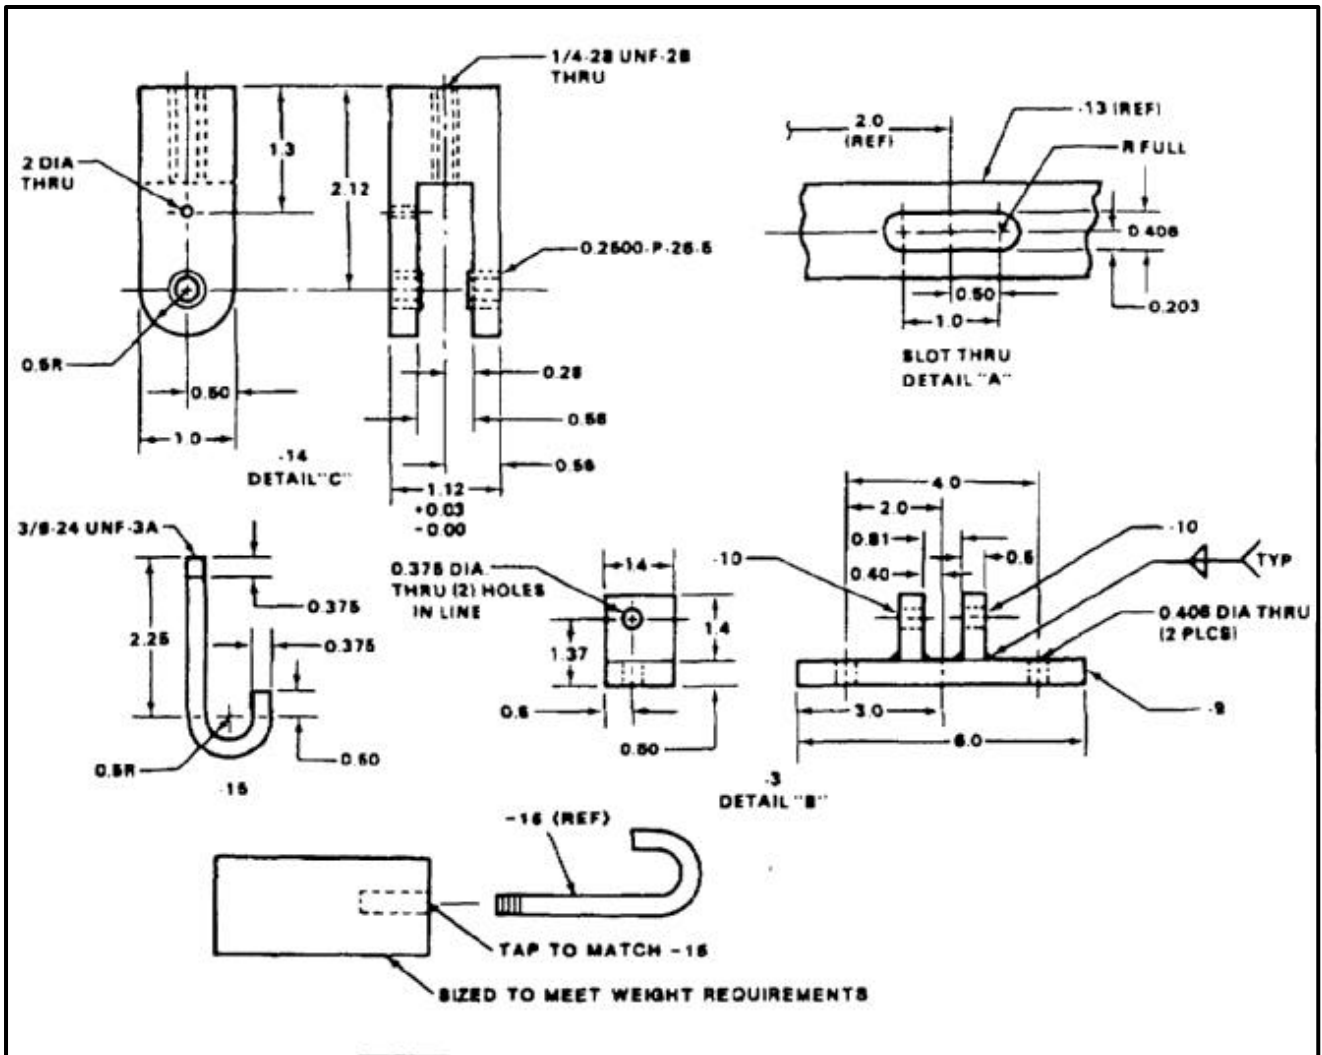 1/4-28 UNF-2B
THRU
2 DIA
THRU
1.3
2.12
0.2500-P-26.5
0.5R
0.50
1.0
-14
DETAIL "C"
0.28
0.56
0.56
1.12
+0.03
-0.00
2.0
(REF)
-13 (REF)
R FULL
0.406
0.203
0.50
1.0
SLOT THRU
DETAIL "A"
3/8-24 UNF-3A
2.25
0.375
0.375
0.5R
0.50
-15
0.375 DIA.
THRU (2) HOLES
IN LINE
1.4
1.4
1.37
0.50
4.0
2.0
0.81
0.40
0.5
-10
-10
TYP
0.406 DIA THRU
(2 PLCS)
3.0
6.0
-9
-3
DETAIL "B"
-15 (REF)
TAP TO MATCH -15
SIZED TO MEET WEIGHT REQUIREMENTS